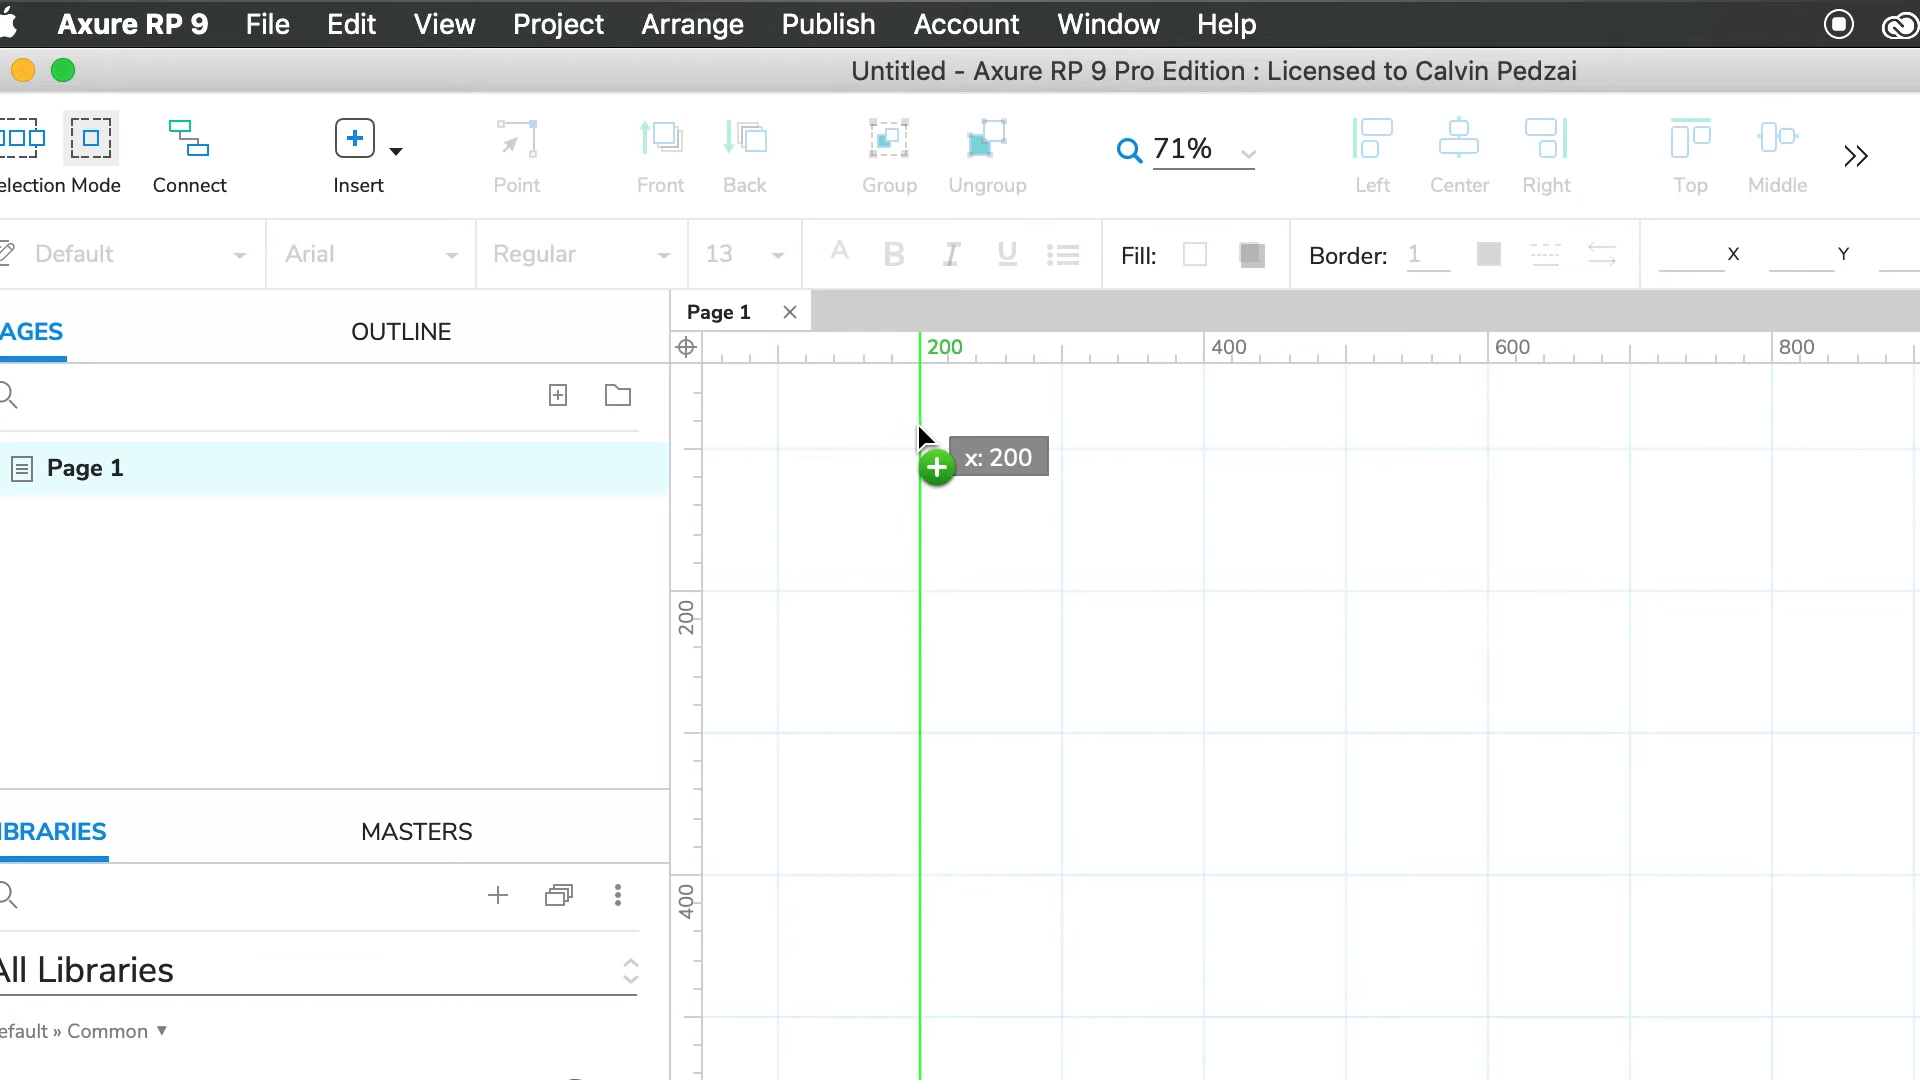 Axure RP 9 File Edit View Project Arrange Publish Account Window Help
Untitled - Axure RP 9 Pro Edition : Licensed to Calvin Pedzai
71%
election Mode Connect Insert Point Front Back Group Ungroup Left Center Right Top Middle
Default Arial Regular 13 A B I U Fill: Border: 1 X Y
AGES OUTLINE
Page 1
200 400 600 800
x: 200
Page 1
200
400
IBRARIES MASTERS
All Libraries
efault » Common ▼